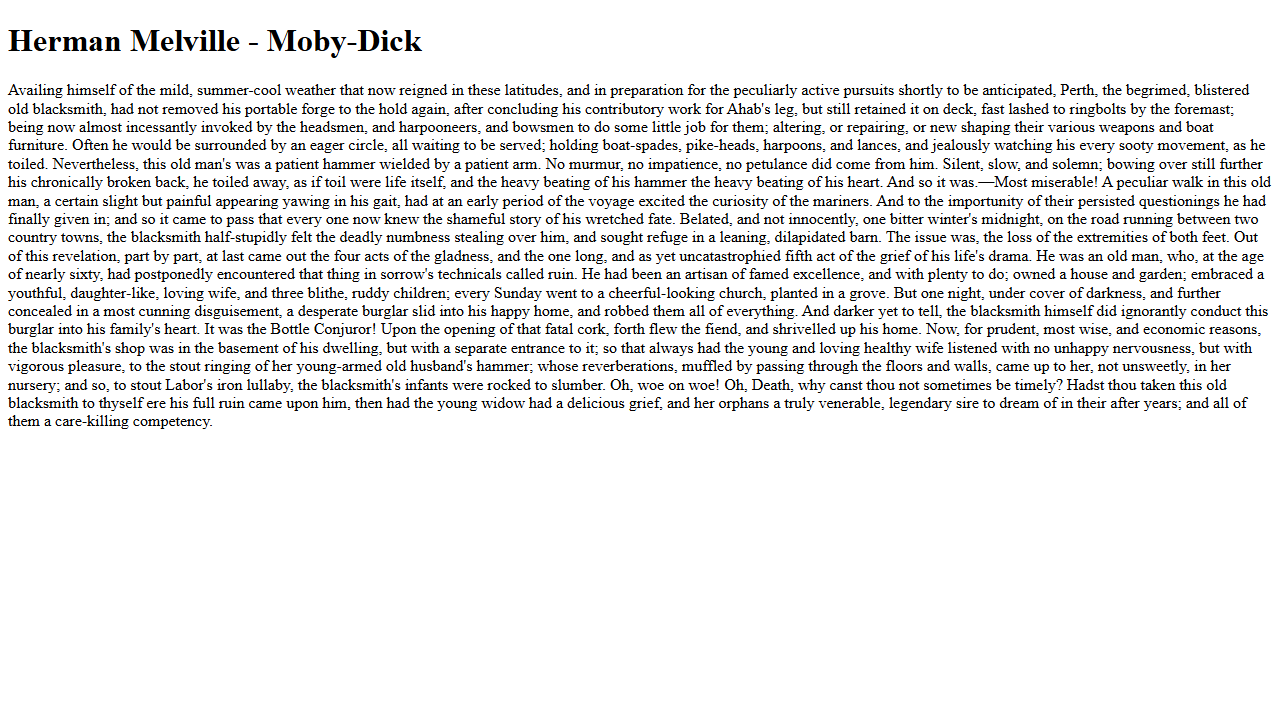 Herman Melville - Moby-Dick
Availing himself of the mild, summer-cool weather that now reigned in these latitudes, and in preparation for the peculiarly active pursuits shortly to be anticipated, Perth, the begrimed, blistered
old blacksmith, had not removed his portable forge to the hold again, after concluding his contributory work for Ahab's leg, but still retained it on deck, fast lashed to ringbolts by the foremast;
being now almost incessantly invoked by the headsmen, and harpooneers, and bowsmen to do some little job for them; altering, or repairing, or new shaping their various weapons and boat
furniture. Often he would be surrounded by an eager circle, all waiting to be served; holding boat-spades, pike-heads, harpoons, and lances, and jealously watching his every sooty movement, as he
toiled. Nevertheless, this old man's was a patient hammer wielded by a patient arm. No murmur, no impatience, no petulance did come from him. Silent, slow, and solemn; bowing over still further
his chronically broken back, he toiled away, as if toil were life itself, and the heavy beating of his hammer the heavy beating of his heart. And so it was.—Most miserable! A peculiar walk in this old
man, a certain slight but painful appearing yawing in his gait, had at an early period of the voyage excited the curiosity of the mariners. And to the importunity of their persisted questionings he had
finally given in; and so it came to pass that every one now knew the shameful story of his wretched fate. Belated, and not innocently, one bitter winter's midnight, on the road running between two
country towns, the blacksmith half-stupidly felt the deadly numbness stealing over him, and sought refuge in a leaning, dilapidated barn. The issue was, the loss of the extremities of both feet. Out
of this revelation, part by part, at last came out the four acts of the gladness, and the one long, and as yet uncatastrophied fifth act of the grief of his life's drama. He was an old man, who, at the age
of nearly sixty, had postponedly encountered that thing in sorrow's technicals called ruin. He had been an artisan of famed excellence, and with plenty to do; owned a house and garden; embraced a
youthful, daughter-like, loving wife, and three blithe, ruddy children; every Sunday went to a cheerful-looking church, planted in a grove. But one night, under cover of darkness, and further
concealed in a most cunning disguisement, a desperate burglar slid into his happy home, and robbed them all of everything. And darker yet to tell, the blacksmith himself did ignorantly conduct this
burglar into his family's heart. It was the Bottle Conjuror! Upon the opening of that fatal cork, forth flew the fiend, and shrivelled up his home. Now, for prudent, most wise, and economic reasons,
the blacksmith's shop was in the basement of his dwelling, but with a separate entrance to it; so that always had the young and loving healthy wife listened with no unhappy nervousness, but with
vigorous pleasure, to the stout ringing of her young-armed old husband's hammer; whose reverberations, muffled by passing through the floors and walls, came up to her, not unsweetly, in her
nursery; and so, to stout Labor's iron lullaby, the blacksmith's infants were rocked to slumber. Oh, woe on woe! Oh, Death, why canst thou not sometimes be timely? Hadst thou taken this old
blacksmith to thyself ere his full ruin came upon him, then had the young widow had a delicious grief, and her orphans a truly venerable, legendary sire to dream of in their after years; and all of
them a care-killing competency.